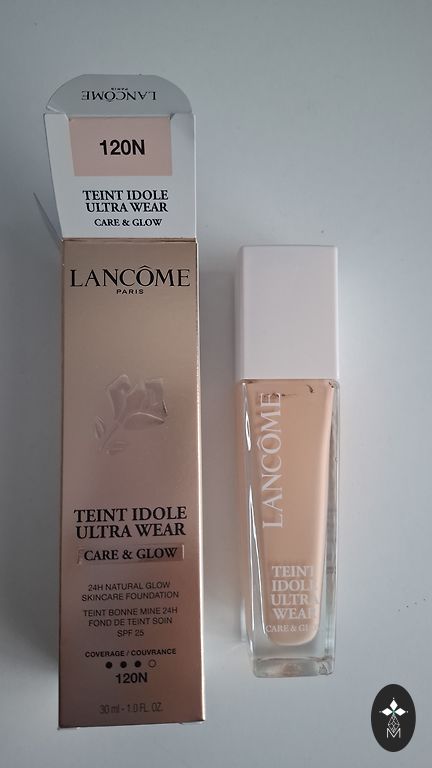 LANCÔME
PARIS
120N
TEINT IDOLE
ULTRA WEAR
CARE & GLOW
LANCÔME
PARIS
TEINT IDOLE
ULTRA WEAR
CARE & GLOW
24H NATURAL GLOW
SKINCARE FOUNDATION
TEINT BONNE MINE 24H
FOND DE TEINT SOIN
SPF 25
COVERAGE / COUVRANCE
120N
30 ml - 1.0 FL. OZ.
LANCÔME
TEINT
IDOLE
ULTRA
WEAR
CARE & GLOW
M